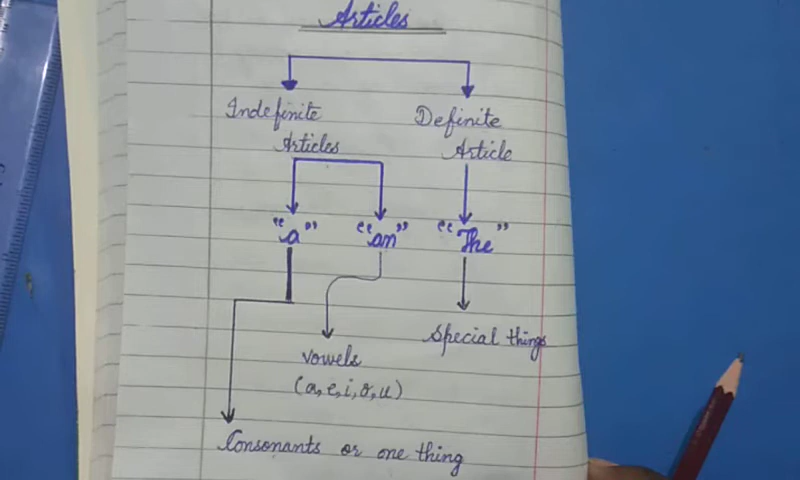 Articles
Indefinite Articles
Definite Article
"a"
"an"
"The"
Special things
vowels
(a, e, i, o, u)
Consonants or one thing